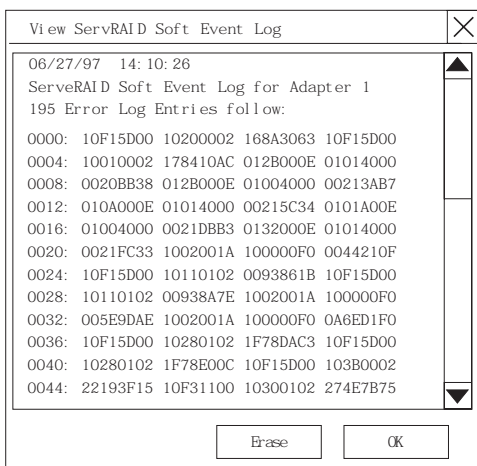 View ServRAID Soft Event Log
06/27/97 14:10:26
ServeRAID Soft Event Log for Adapter 1
195 Error Log Entries follow:
0000: 10F15D00 10200002 168A3063 10F15D00
0004: 10010002 178410AC 012B000E 01014000
0008: 0020BB38 012B000E 01004000 00213AB7
0012: 010A000E 01014000 00215C34 0101A00E
0016: 01004000 0021DBB3 0132000E 01014000
0020: 0021FC33 1002001A 100000F0 0044210F
0024: 10F15D00 10110102 0093861B 10F15D00
0028: 10110102 00938A7E 1002001A 100000F0
0032: 005E9DAE 1002001A 100000F0 0A6ED1F0
0036: 10F15D00 10280102 1F78DAC3 10F15D00
0040: 10280102 1F78E00C 10F15D00 103B0002
0044: 22193F15 10F31100 10300102 274E7B75
Erase OK